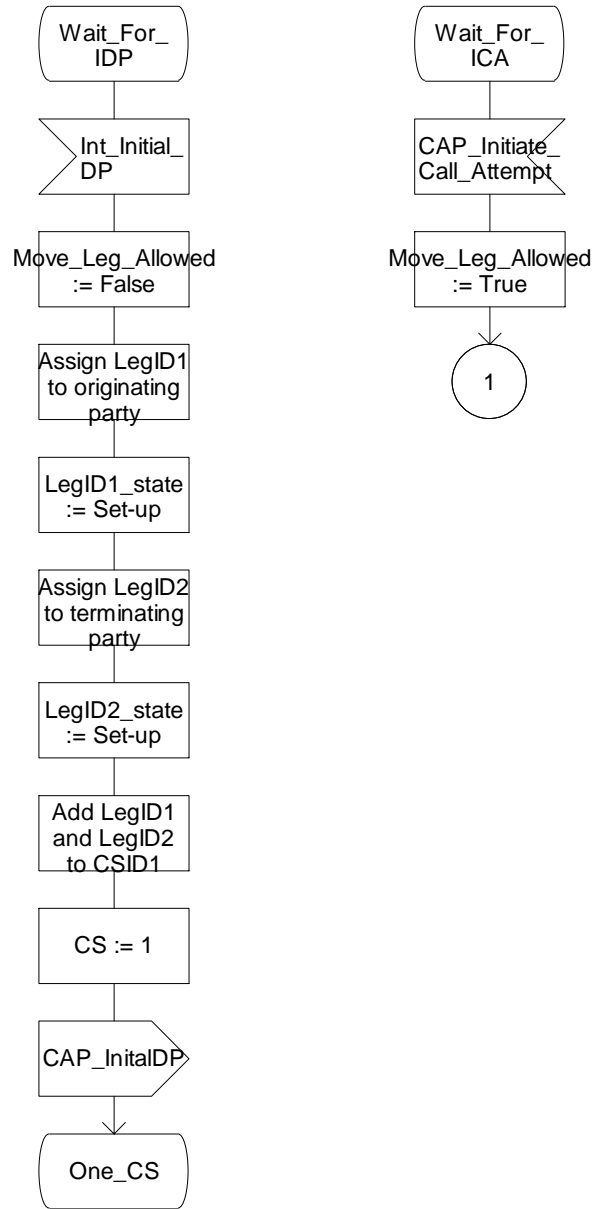 Wait_For_
IDP
Int_Initial_
DP
Move_Leg_Allowed
:= False
Assign LegID1
to originating
party
LegID1_state
:= Set-up
Assign LegID2
to terminating
party
LegID2_state
:= Set-up
Add LegID1
and LegID2
to CSID1
CS := 1
CAP_InitalDP
One_CS
Wait_For_
ICA
CAP_Initiate_
Call_Attempt
Move_Leg_Allowed
:= True
1